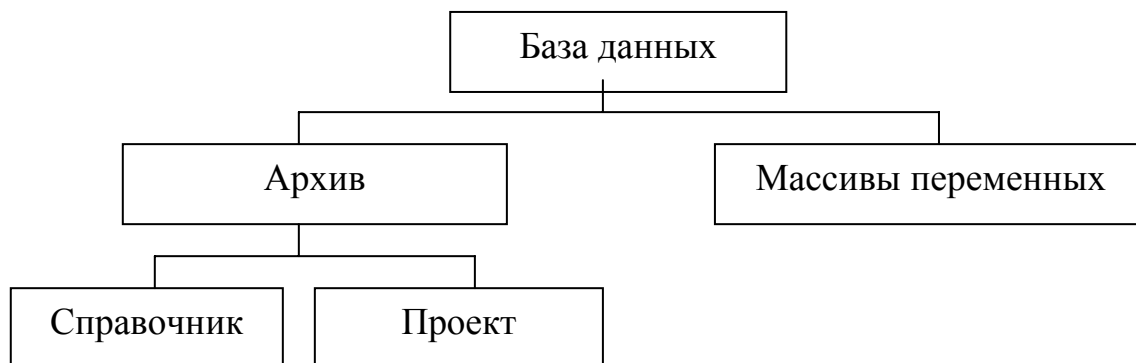 База данных
Архив
Массивы переменных
Справочник
Проект